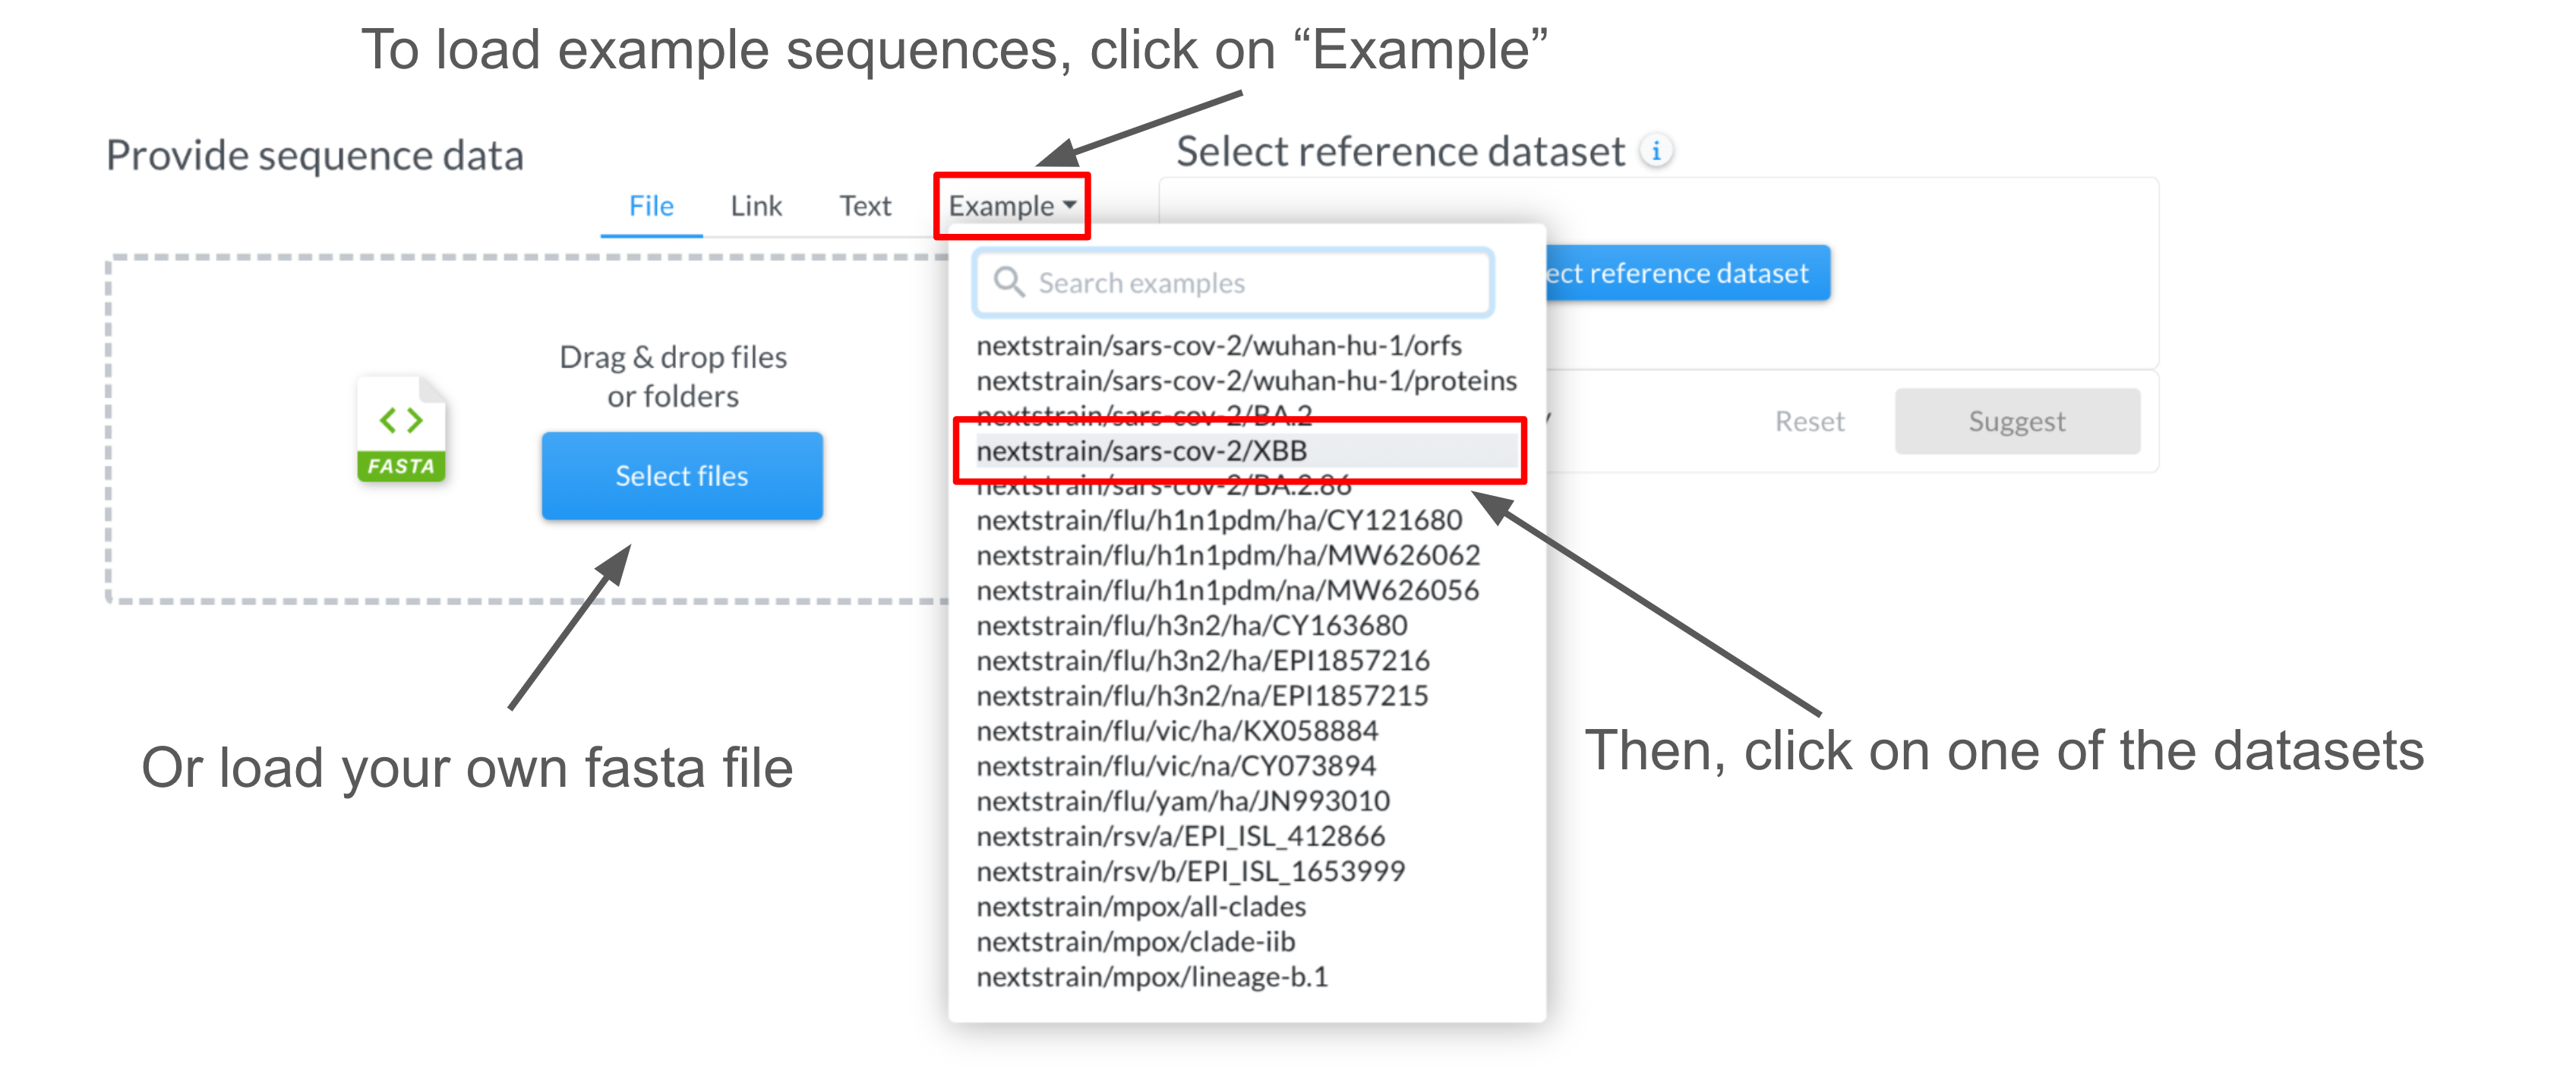 To load example sequences, click on “Example”
Provide sequence data
Select reference dataset i
File Link Text Example
Search examples
ect reference dataset
nextstrain/sars-cov-2/wuhan-hu-1/orfs
nextstrain/sars-cov-2/wuhan-hu-1/proteins
nextstrain/sars-cov-2/BA.2
nextstrain/sars-cov-2/XBB
nextstrain/sars-cov-2/BA.2.86
nextstrain/flu/h1n1pdm/ha/CY121680
nextstrain/flu/h1n1pdm/ha/MW626062
nextstrain/flu/h1n1pdm/na/MW626056
nextstrain/flu/h3n2/ha/CY163680
nextstrain/flu/h3n2/ha/EPI1857216
nextstrain/flu/h3n2/na/EPI1857215
nextstrain/flu/vic/ha/KX058884
nextstrain/flu/vic/na/CY073894
nextstrain/flu/yam/ha/JN993010
nextstrain/rsv/a/EPI_ISL_412866
nextstrain/rsv/b/EPI_ISL_1653999
nextstrain/mpox/all-clades
nextstrain/mpox/clade-iib
nextstrain/mpox/lineage-b.1
Drag & drop files
or folders
FASTA
Select files
Reset Suggest
Or load your own fasta file
Then, click on one of the datasets